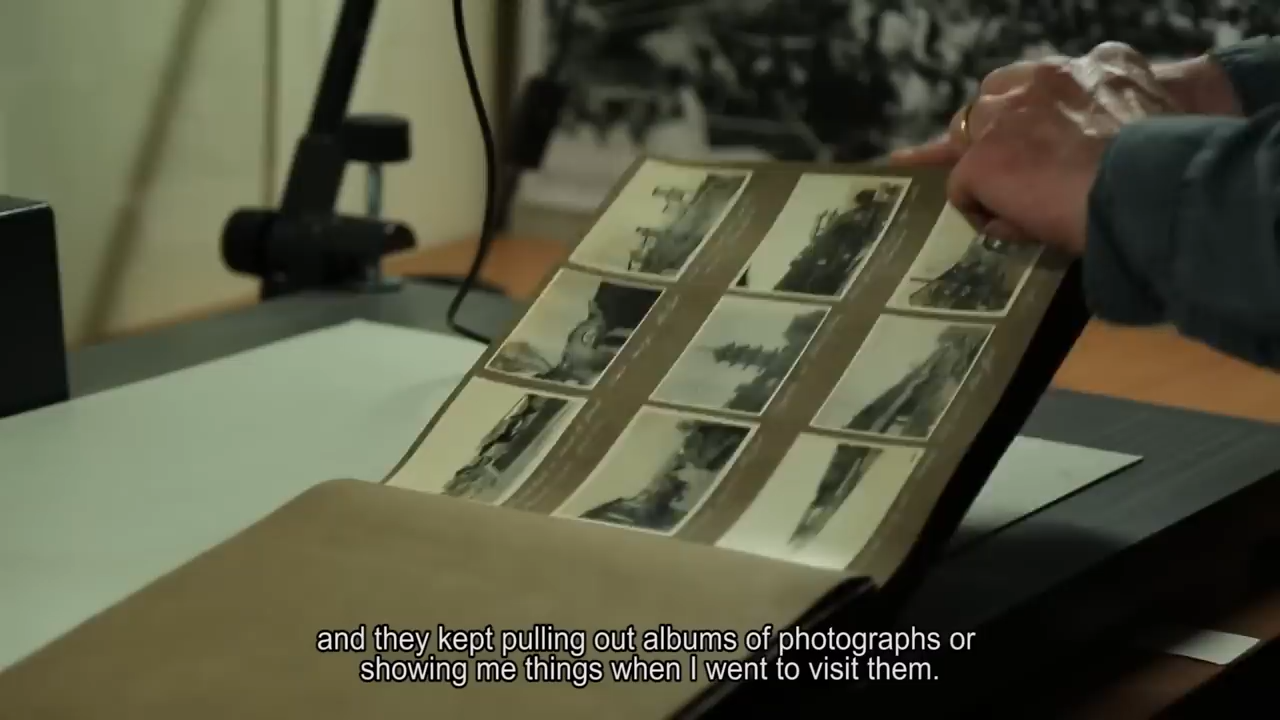 and they kept pulling out albums of photographs or
showing me things when I went to visit them.